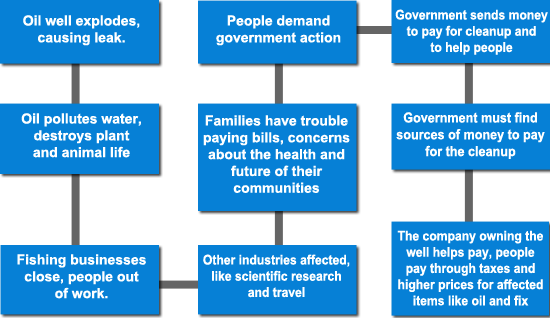 Oil well explodes,
causing leak.
Oil pollutes water,
destroys plant
and animal life
Fishing businesses
close, people out
of work.
Other industries affected,
like scientific research
and travel
Families have trouble
paying bills, concerns
about the health and
future of their
communities
People demand
government action
Government sends money
to pay for cleanup and
to help people
Government must find
sources of money to pay
for the cleanup
The company owning the
well helps pay, people
pay through taxes and
higher prices for affected
items like oil and fix